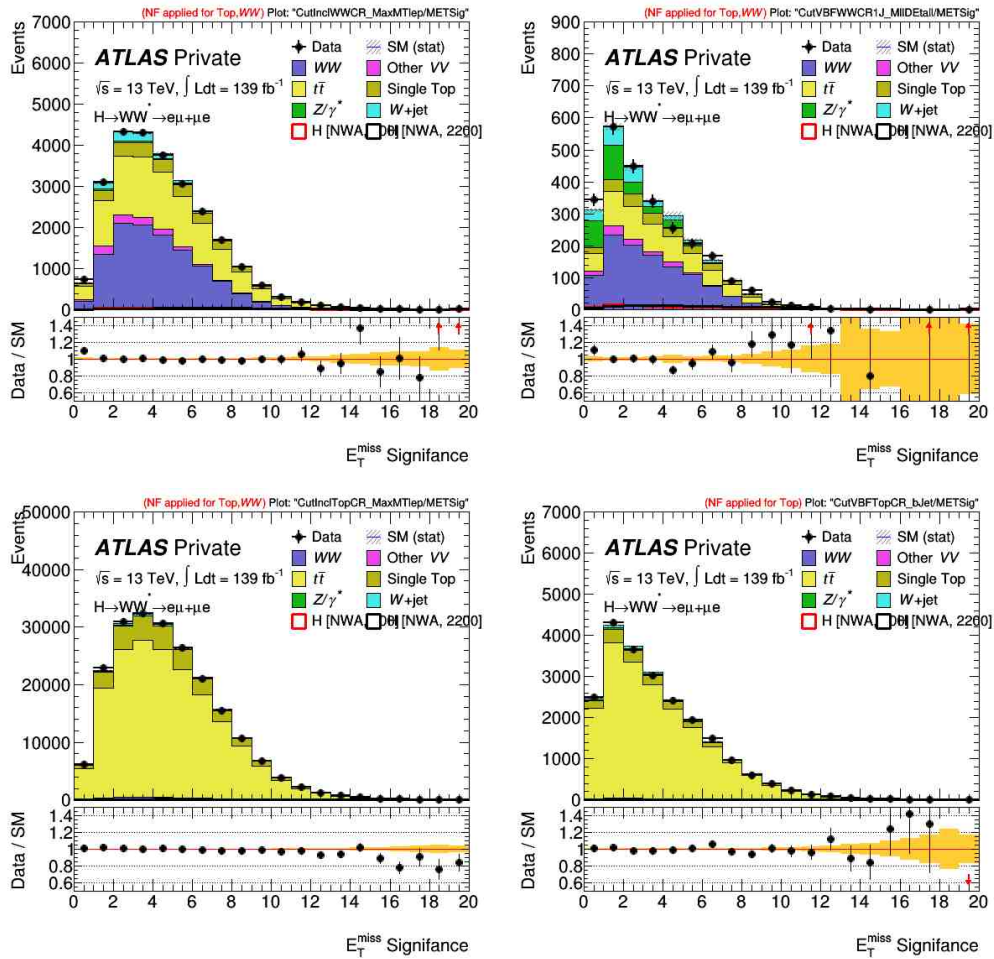 (NF applied for Top,WW) Plot: "CutInclWWCR_MaxMTlep/METSig"
Events
7000
6000
5000
4000
3000
2000
1000
0
ATLAS Private
√s = 13 TeV, ∫ Ldt = 139 fb⁻¹
H→WW*→eμ+μe
Data
SM (stat)
WW
Other VV
tt̄
Single Top
Z/γ*
W+jet
H [NWA,
H [NWA, 2200]
Data / SM
1.4
1.2
1
0.8
0.6
0 2 4 6 8 10 12 14 16 18 20
E_T^miss Signifance
(NF applied for Top,WW) Plot: "CutVBFWWCR1J_MllDEtall/METSig"
Events
900
800
700
600
500
400
300
200
100
0
ATLAS Private
√s = 13 TeV, ∫ Ldt = 139 fb⁻¹
H→WW*→eμ+μe
Data
SM (stat)
WW
Other VV
tt̄
Single Top
Z/γ*
W+jet
H [NWA,
H [NWA, 2200]
Data / SM
1.4
1.2
1
0.8
0.6
0 2 4 6 8 10 12 14 16 18 20
E_T^miss Signifance
(NF applied for Top,WW) Plot: "CutInclTopCR_MaxMTlep/METSig"
Events
50000
40000
30000
20000
10000
0
ATLAS Private
√s = 13 TeV, ∫ Ldt = 139 fb⁻¹
H→WW*→eμ+μe
Data
SM (stat)
WW
Other VV
tt̄
Single Top
Z/γ*
W+jet
H [NWA,
H [NWA, 2200]
Data / SM
1.4
1.2
1
0.8
0.6
0 2 4 6 8 10 12 14 16 18 20
E_T^miss Signifance
(NF applied for Top) Plot: "CutVBFTopCR_bJet/METSig"
Events
7000
6000
5000
4000
3000
2000
1000
0
ATLAS Private
√s = 13 TeV, ∫ Ldt = 139 fb⁻¹
H→WW*→eμ+μe
Data
SM (stat)
WW
Other VV
tt̄
Single Top
Z/γ*
W+jet
H [NWA,
H [NWA, 2200]
Data / SM
1.4
1.2
1
0.8
0.6
0 2 4 6 8 10 12 14 16 18 20
E_T^miss Signifance